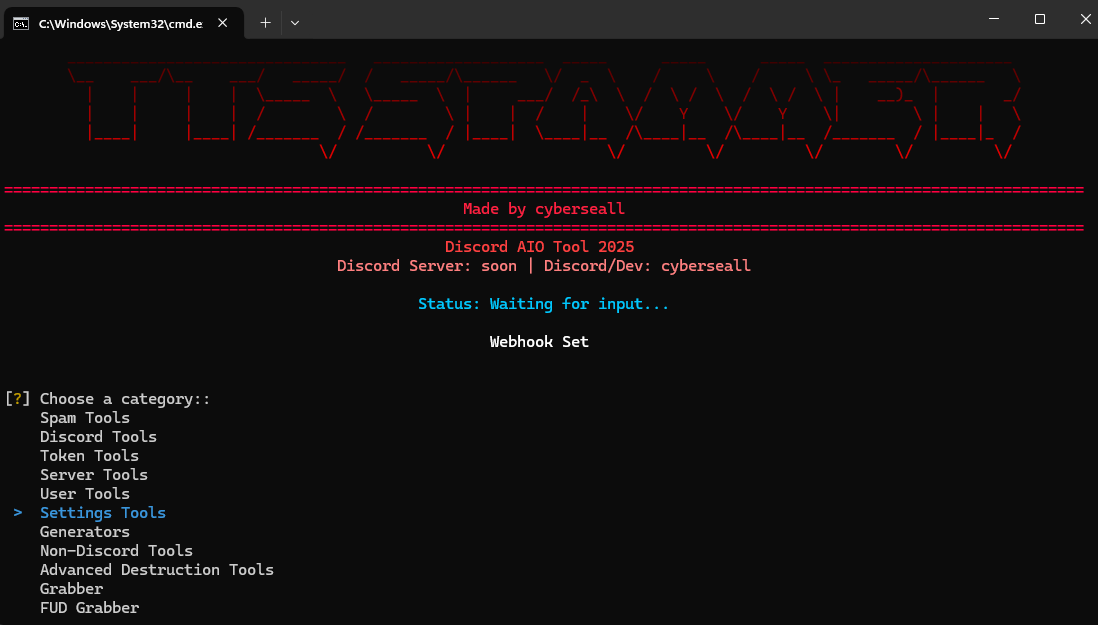 C:\Windows\System32\cmd.e
TTS SPAMMER
========================================================================================================================
Made by cyberseall
========================================================================================================================
Discord AIO Tool 2025
Discord Server: soon | Discord/Dev: cyberseall
Status: Waiting for input...
Webhook Set
[?] Choose a category::
Spam Tools
Discord Tools
Token Tools
Server Tools
User Tools
> Settings Tools
Generators
Non-Discord Tools
Advanced Destruction Tools
Grabber
FUD Grabber